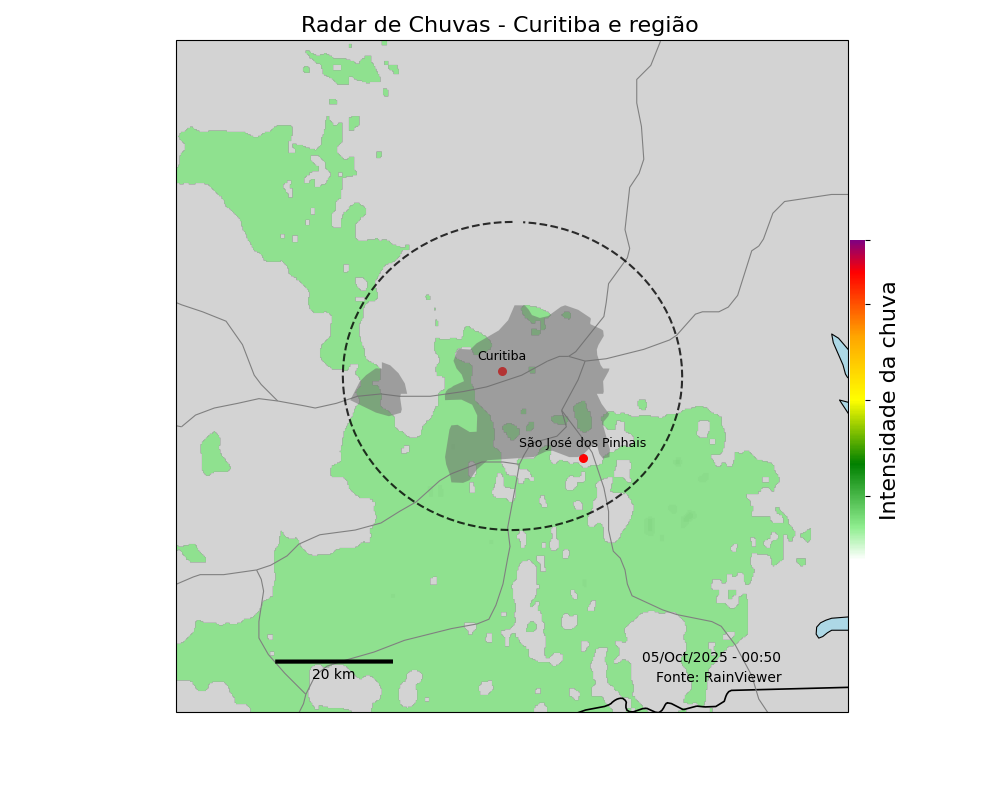 Radar de Chuvas - Curitiba e região
Curitiba
São José dos Pinhais
Intensidade da chuva
05/Oct/2025 - 00:50
Fonte: RainViewer
20 km